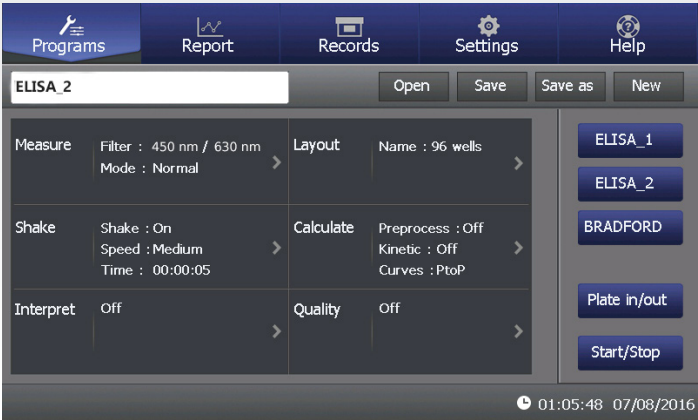 Programs Report Records Settings Help
ELISA_2 Open Save Save as New
Measure Filter : 450 nm / 630 nm
Mode : Normal
Layout Name : 96 wells
Shake Shake : On
Speed : Medium
Time : 00:00:05
Calculate Preprocess : Off
Kinetic : Off
Curves : PtoP
Interpret Off
Quality Off
ELISA_1
ELISA_2
BRADFORD
Plate in/out
Start/Stop
01:05:48 07/08/2016